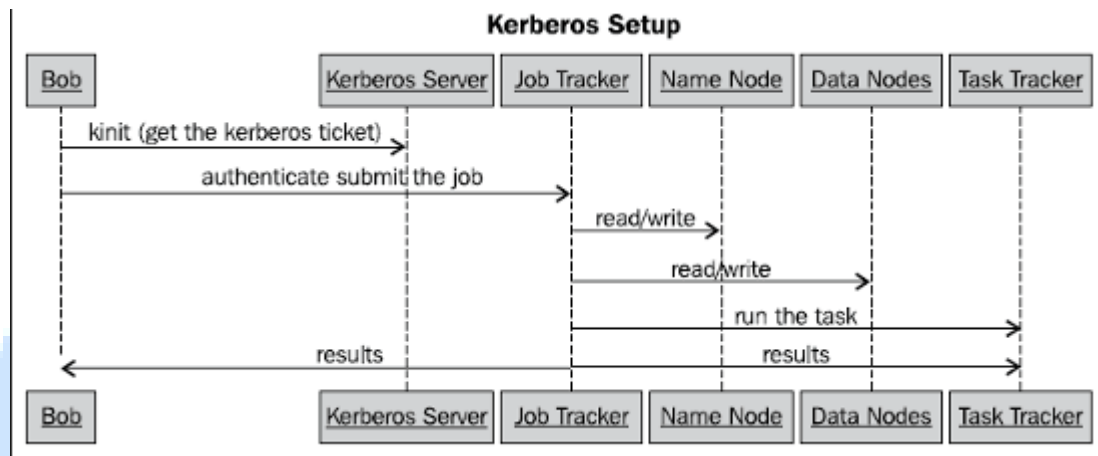 Kerberos Setup
Bob Kerberos Server Job Tracker Name Node Data Nodes Task Tracker
kinit (get the kerberos ticket)
authenticate submit the job
read/write
read/write
run the task
results results
Bob Kerberos Server Job Tracker Name Node Data Nodes Task Tracker